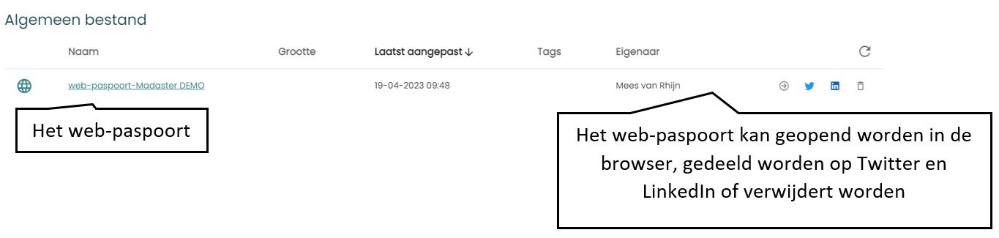 Algemeen bestand
Naam Grootte Laatst aangepast Tags Eigenaar
web-paspoort-Madaster DEMO 19-04-2023 09:48 Mees van Rhijn
Het web-paspoort
Het web-paspoort kan geopend worden in de
browser, gedeeld worden op Twitter en
LinkedIn of verwijdert worden